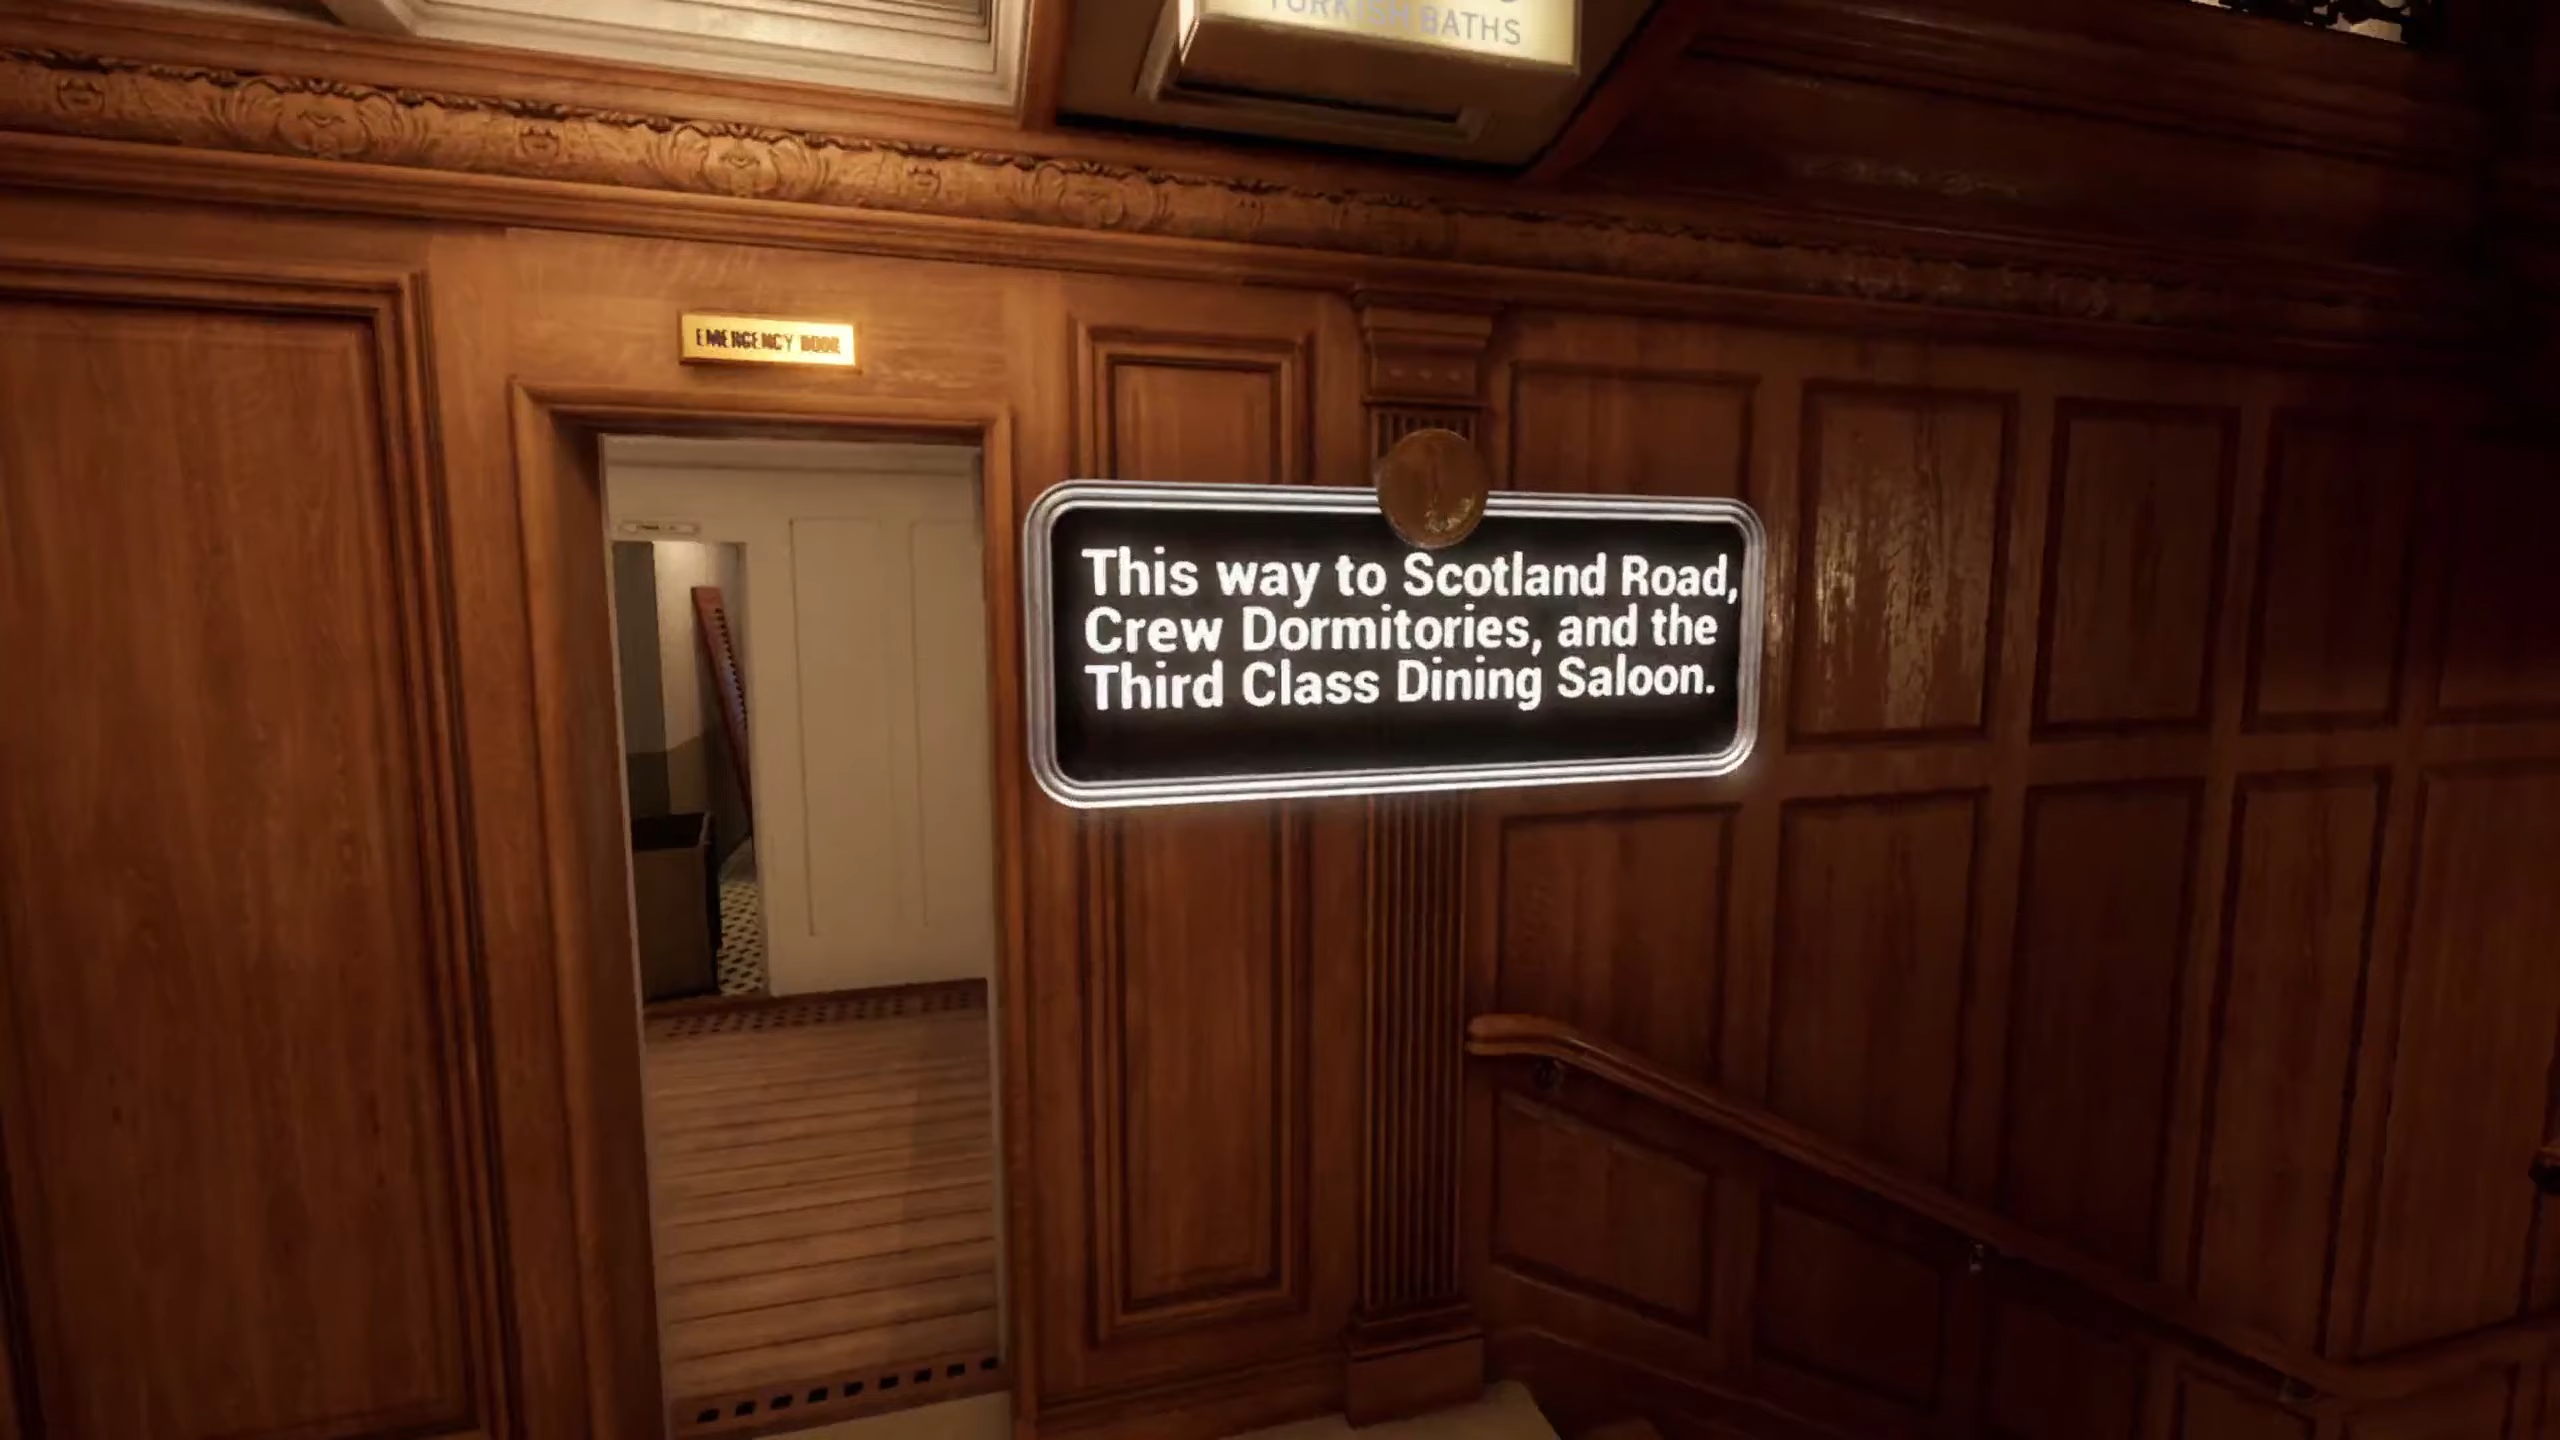 TURKISH BATHS
EMERGENCY DOOR
This way to Scotland Road,
Crew Dormitories, and the
Third Class Dining Saloon.